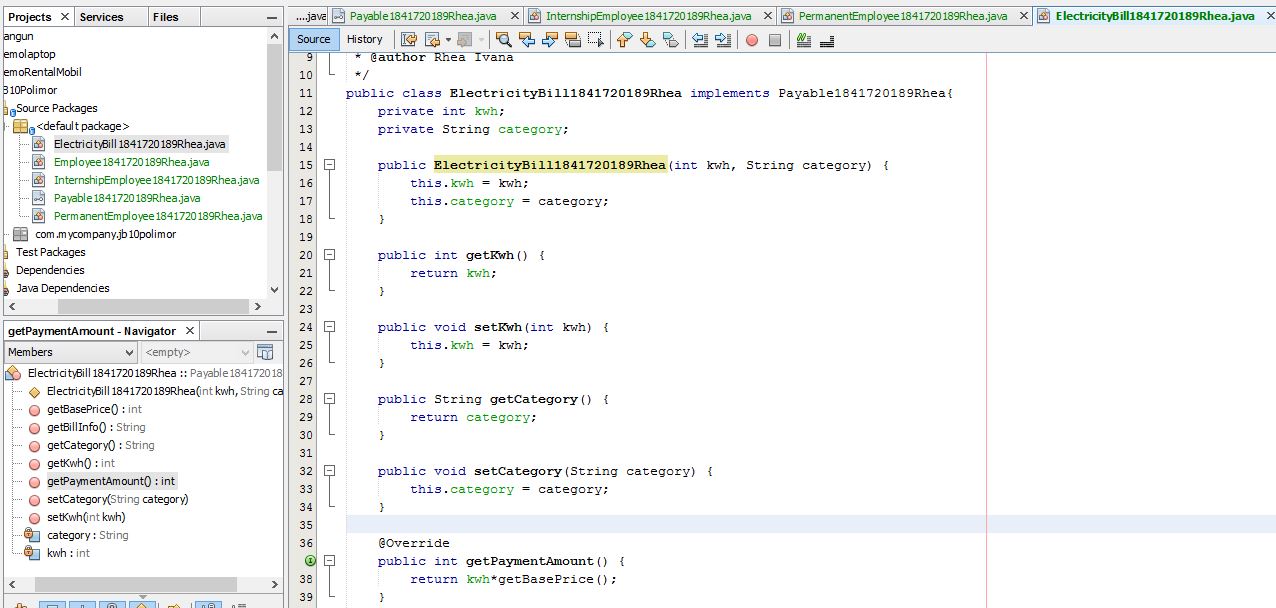 Projects Services Files
angun
emolaptop
emoRentalMobil
B10Polimor
Source Packages
<default package>
ElectricityBill1841720189Rhea.java
Employee1841720189Rhea.java
InternshipEmployee1841720189Rhea.java
Payable1841720189Rhea.java
PermanentEmployee1841720189Rhea.java
com.mycompany.jb10polimor
Test Packages
Dependencies
Java Dependencies
getPaymentAmount - Navigator
Members <empty>
ElectricityBill1841720189Rhea :: Payable184172018
ElectricityBill1841720189Rhea(int kwh, String ca
getBasePrice() : int
getBillInfo() : String
getCategory() : String
getKwh() : int
getPaymentAmount() : int
setCategory(String category)
setKwh(int kwh)
category : String
kwh : int
....java Payable1841720189Rhea.java InternshipEmployee1841720189Rhea.java PermanentEmployee1841720189Rhea.java ElectricityBill1841720189Rhea.java
Source History
9 * @author Rhea Ivana
10 */
11 public class ElectricityBill1841720189Rhea implements Payable1841720189Rhea{
12 private int kwh;
13 private String category;
14
15 public ElectricityBill1841720189Rhea(int kwh, String category) {
16 this.kwh = kwh;
17 this.category = category;
18 }
19
20 public int getKwh() {
21 return kwh;
22 }
23
24 public void setKwh(int kwh) {
25 this.kwh = kwh;
26 }
27
28 public String getCategory() {
29 return category;
30 }
31
32 public void setCategory(String category) {
33 this.category = category;
34 }
35
36 @Override
public int getPaymentAmount() {
38 return kwh*getBasePrice();
39 }